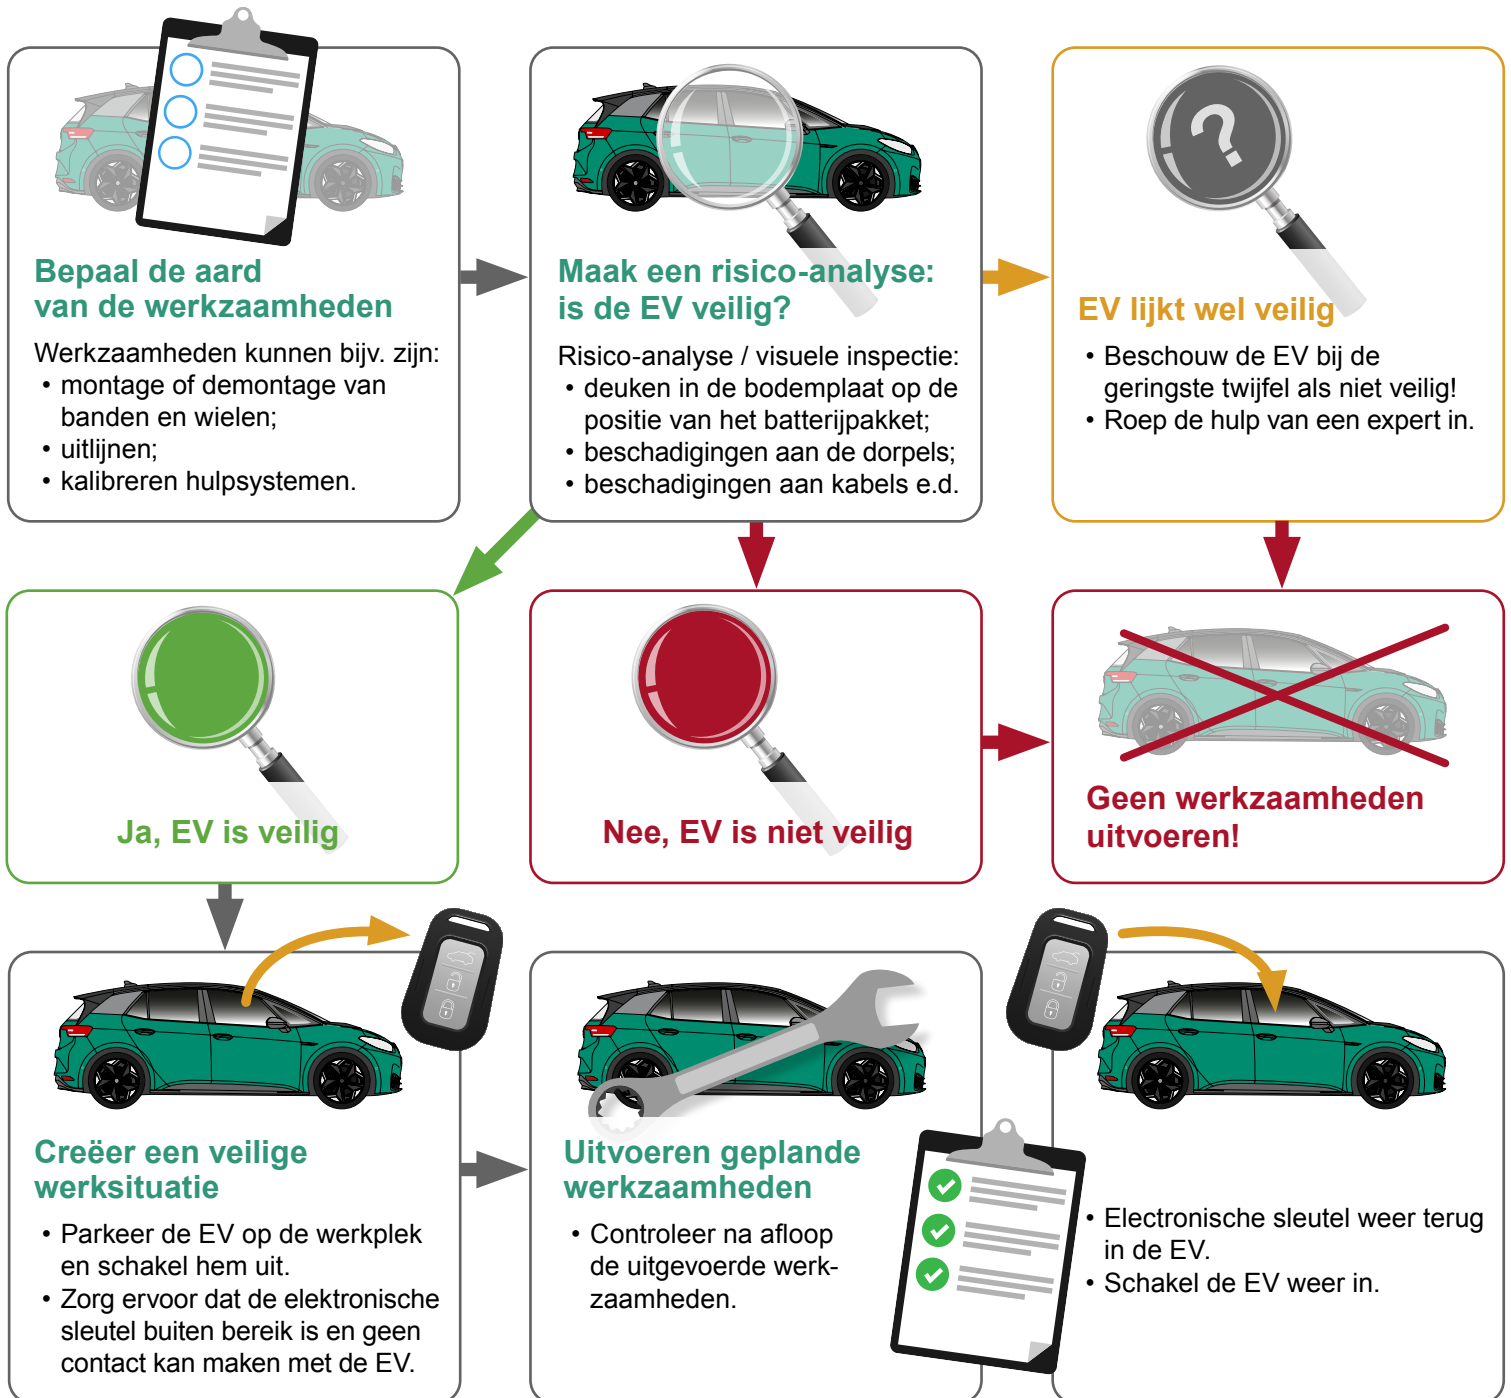 Bepaal de aard
van de werkzaamheden
Werkzaamheden kunnen bijv. zijn:
• montage of demontage van
banden en wielen;
• uitlijnen;
• kalibreren hulpsystemen.
Maak een risico-analyse:
is de EV veilig?
Risico-analyse / visuele inspectie:
• deuken in de bodemplaat op de
positie van het batterijpakket;
• beschadigingen aan de dorpels;
• beschadigingen aan kabels e.d.
?
EV lijkt wel veilig
• Beschouw de EV bij de
geringste twijfel als niet veilig!
• Roep de hulp van een expert in.
Ja, EV is veilig
Nee, EV is niet veilig
Geen werkzaamheden
uitvoeren!
Creëer een veilige
werksituatie
• Parkeer de EV op de werkplek
en schakel hem uit.
• Zorg ervoor dat de elektronische
sleutel buiten bereik is en geen
contact kan maken met de EV.
Uitvoeren geplande
werkzaamheden
• Controleer na afloop
de uitgevoerde werk-
zaamheden.
• Electronische sleutel weer terug
in de EV.
• Schakel de EV weer in.